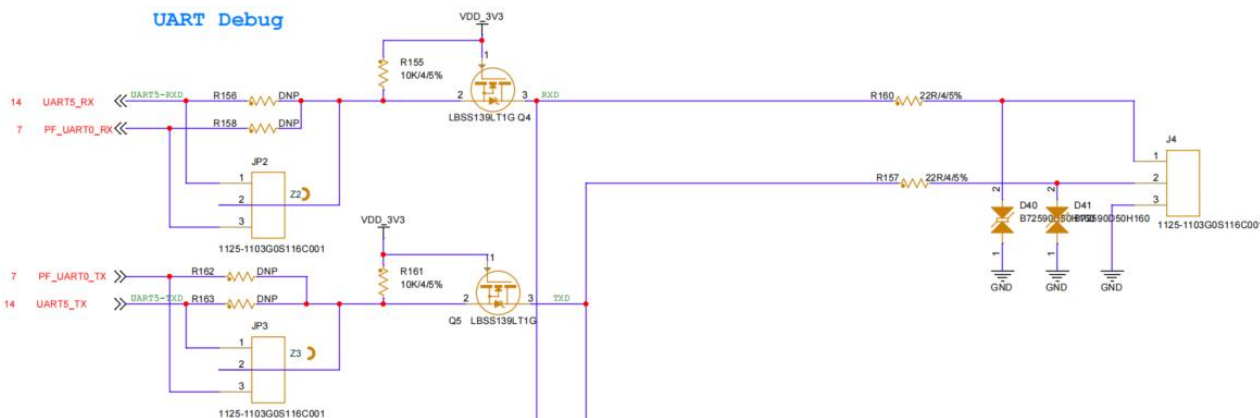 UART Debug
VDD_3V3
R155
10K/4/5%
1
14 UART5_RX UART5-RXD R156 DNP 2 3 RXD R160 22R/4/5%
LBSS139LT1G Q4
7 PF_UART0_RX R158 DNP
J4
JP2
1
1
2
Z2
R157 22R/4/5%
2
3
3
2
2
D40
D41
1125-1103G0S116C001
VDD_3V3
1125-1103G0S116C001
1
1
R161
10K/4/5%
1
7 PF_UART0_TX R162 DNP
GND
GND
GND
14 UART5_TX UART5-TXD R163 DNP 2 3 TXD
Q5 LBSS139LT1G
JP3
1
2
Z3
3
1125-1103G0S116C001